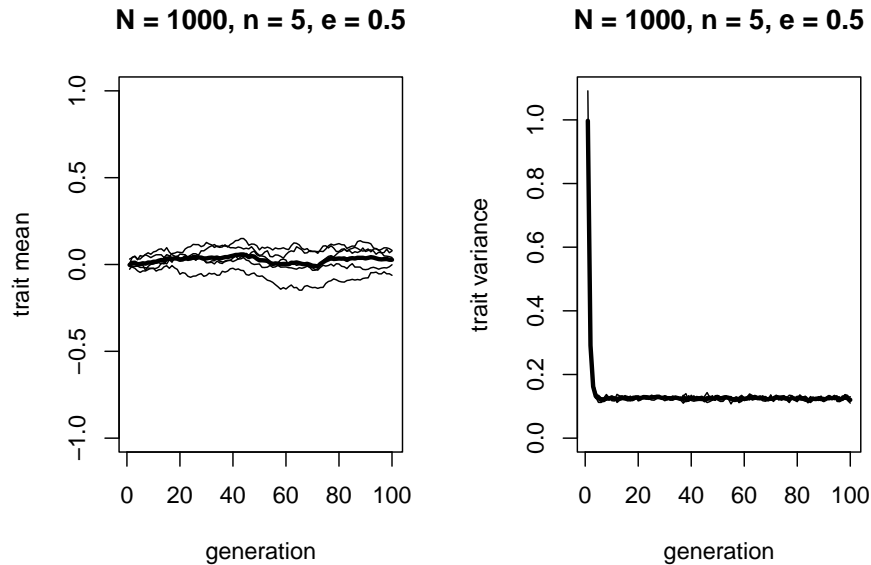 N = 1000, n = 5, e = 0.5
trait mean
1.0
0.5
0.0
−0.5
−1.0
0 20 40 60 80 100
generation
N = 1000, n = 5, e = 0.5
trait variance
1.0
0.8
0.6
0.4
0.2
0.0
0 20 40 60 80 100
generation